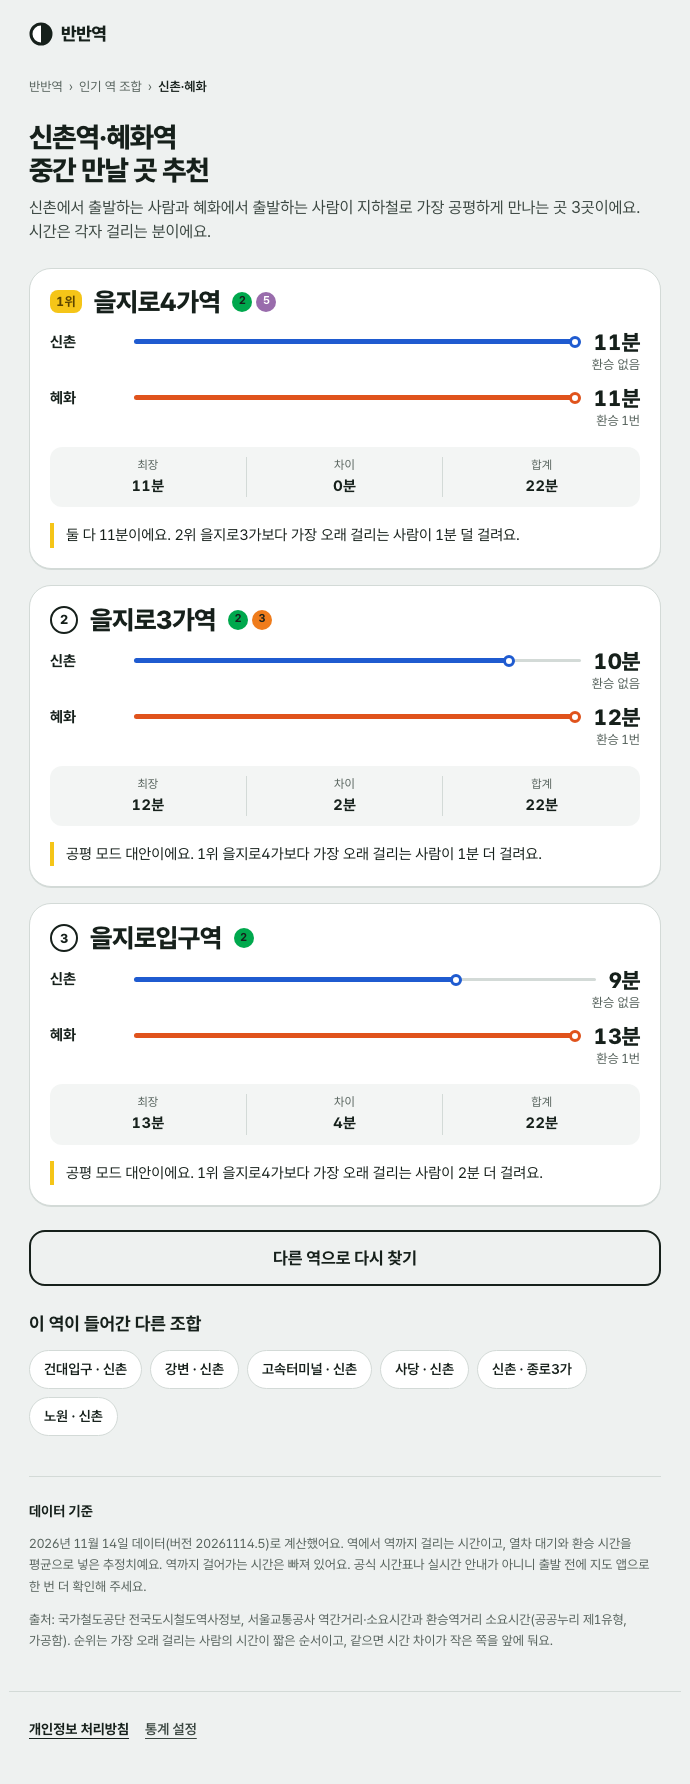 반반역
반반역 › 인기 역 조합 › 신촌·혜화
신촌역·혜화역
중간 만날 곳 추천
신촌에서 출발하는 사람과 혜화에서 출발하는 사람이 지하철로 가장 공평하게 만나는 곳 3곳이에요.
시간은 각자 걸리는 분이에요.
1위 을지로4가역 2 5
신촌 11분
환승 없음
혜화 11분
환승 1번
최장 차이 합계
11분 0분 22분
둘 다 11분이에요. 2위 을지로3가보다 가장 오래 걸리는 사람이 1분 덜 걸려요.
2 을지로3가역 2 3
신촌 10분
환승 없음
혜화 12분
환승 1번
최장 차이 합계
12분 2분 22분
공평 모드 대안이에요. 1위 을지로4가보다 가장 오래 걸리는 사람이 1분 더 걸려요.
3 을지로입구역 2
신촌 9분
환승 없음
혜화 13분
환승 1번
최장 차이 합계
13분 4분 22분
공평 모드 대안이에요. 1위 을지로4가보다 가장 오래 걸리는 사람이 2분 더 걸려요.
다른 역으로 다시 찾기
이 역이 들어간 다른 조합
건대입구 · 신촌 강변 · 신촌 고속터미널 · 신촌 사당 · 신촌 신촌 · 종로3가
노원 · 신촌
데이터 기준
2026년 11월 14일 데이터(버전 20261114.5)로 계산했어요. 역에서 역까지 걸리는 시간이고, 열차 대기와 환승 시간을
평균으로 넣은 추정치예요. 역까지 걸어가는 시간은 빠져 있어요. 공식 시간표나 실시간 안내가 아니니 출발 전에 지도 앱으로
한 번 더 확인해 주세요.
출처: 국가철도공단 전국도시철도역사정보, 서울교통공사 역간거리·소요시간과 환승역거리 소요시간(공공누리 제1유형,
가공함). 순위는 가장 오래 걸리는 사람의 시간이 짧은 순서이고, 같으면 시간 차이가 작은 쪽을 앞에 둬요.
개인정보 처리방침 통계 설정